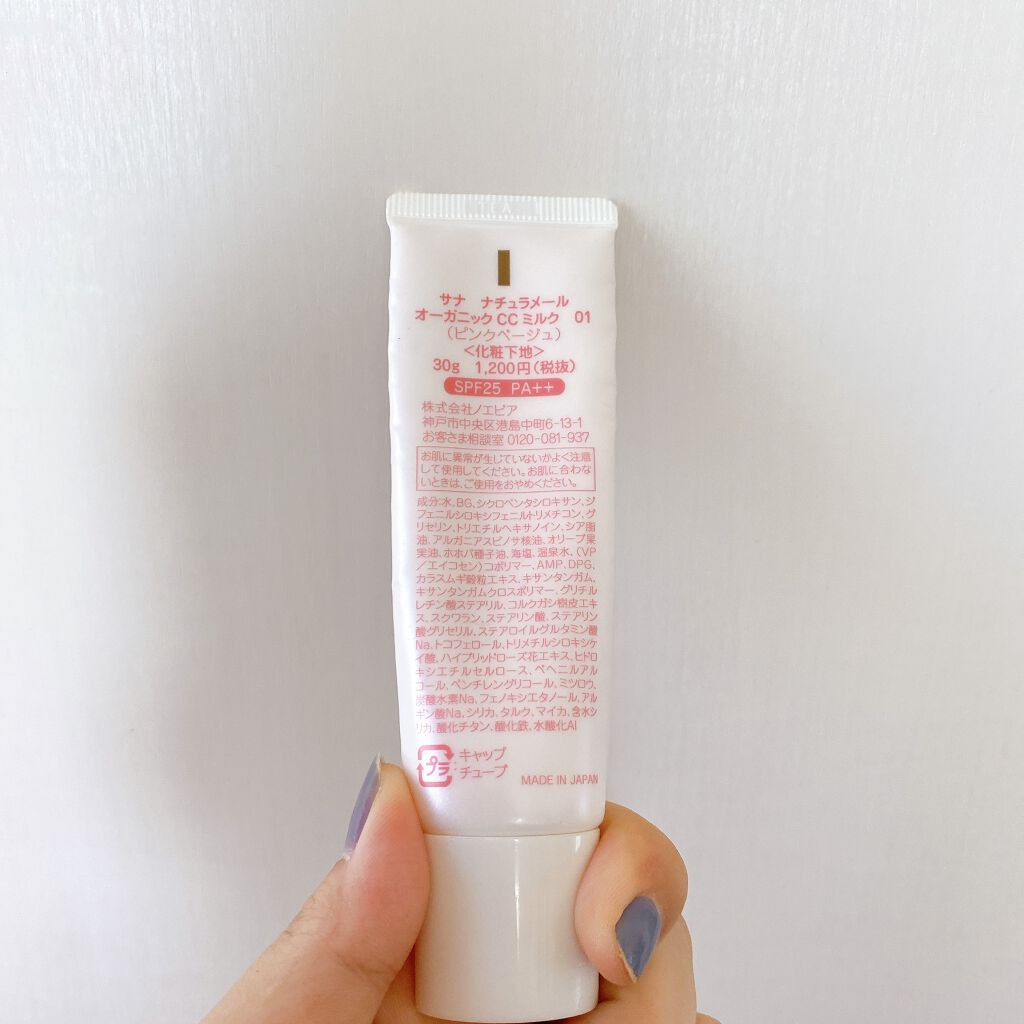 TEA
サナ ナチュラメール
オーガニック CC ミルク 01
(ピンクベージュ)
<化粧下地>
30g 1,200円(税抜)
SPF25 PA++
株式会社ノエビア
神戸市中央区港島中町6-13-1
お客さま相談室 0120-081-937
お肌に異常が生じていないかよく注意
して使用してください。お肌に合わな
いときは、ご使用をおやめください。
成分:水、BG、シクロペンタシロキサン、ジ
フェニルシロキシフェニルトリメチコン、グ
リセリン、トリエチルヘキサノイン、シア脂
油、アルガニアスピノサ核油、オリーブ果
実油、ホホバ種子油、海塩、温泉水、(VP
/エイコセン)コポリマー、AMP、DPG、
カラスムギ穀粒エキス、キサンタンガム、
キサンタンガムクロスポリマー、グリチル
レチン酸ステアリル、コルクガシ樹皮エキ
ス、スクワラン、ステアリン酸、ステアリン
酸グリセリル、ステアロイルグルタミン酸
Na、トコフェロール、トリメチルシロキシケ
イ酸、ハイブリッドローズ花エキス、ヒドロ
キシエチルセルロース、ベヘニルアル
コール、ペンチレングリコール、ミツロウ、
炭酸水素Na、フェノキシエタノール、アル
ギン酸Na、シリカ、タルク、マイカ、含水シ
リカ、酸化チタン、酸化鉄、水酸化Al
プラ キャップ
チューブ
MADE IN JAPAN